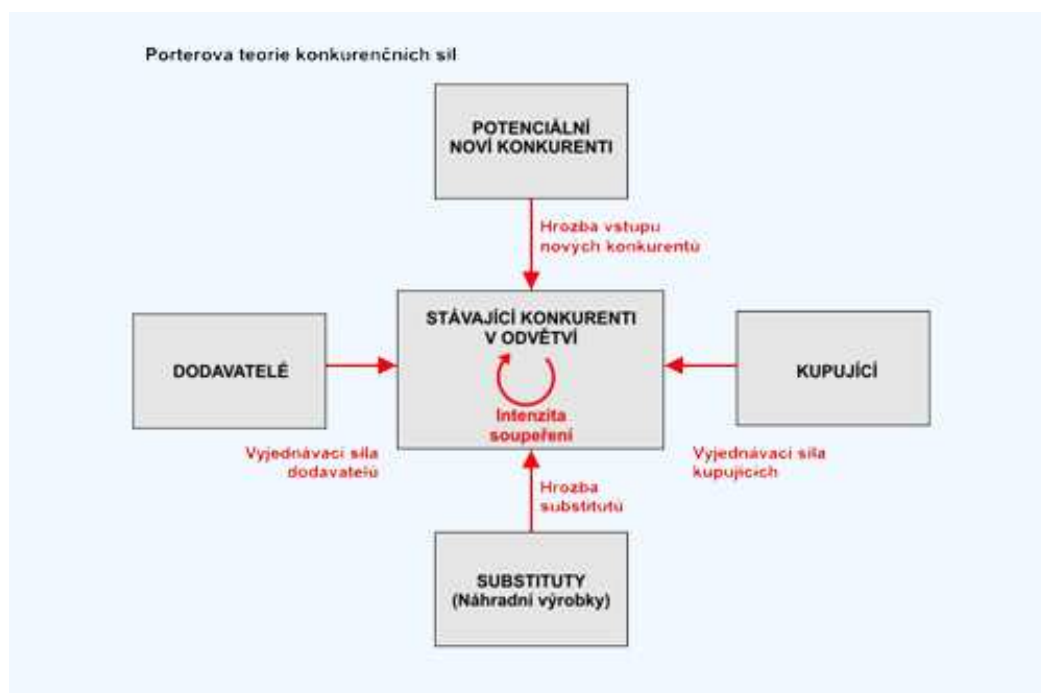 Porterova teorie konkurenčních sil
POTENCIÁLNÍ
NOVÍ KONKURENTI
Hrozba vstupu
nových konkurentů
STÁVAJÍCÍ KONKURENTI
V ODVĚTVÍ
Intenzita
soupeření
DODAVATELÉ
KUPUJÍCÍ
Vyjednávací síla
dodavatelů
Vyjednávací síla
kupujících
Hrozba
substitutů
SUBSTITUTY
(Náhradní výrobky)